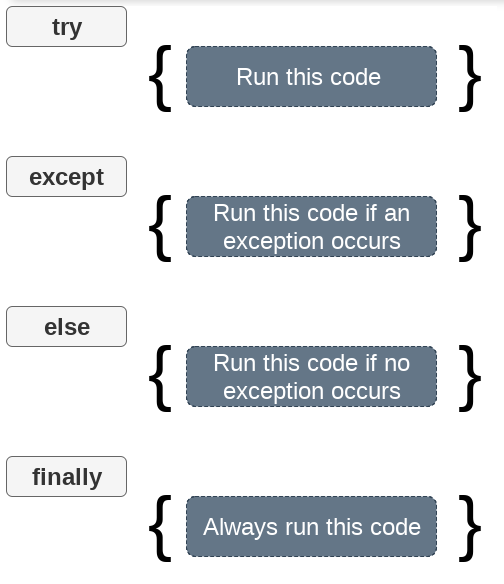 try
{ Run this code }
except
{ Run this code if an
exception occurs }
else
{ Run this code if no
exception occurs }
finally
{ Always run this code }